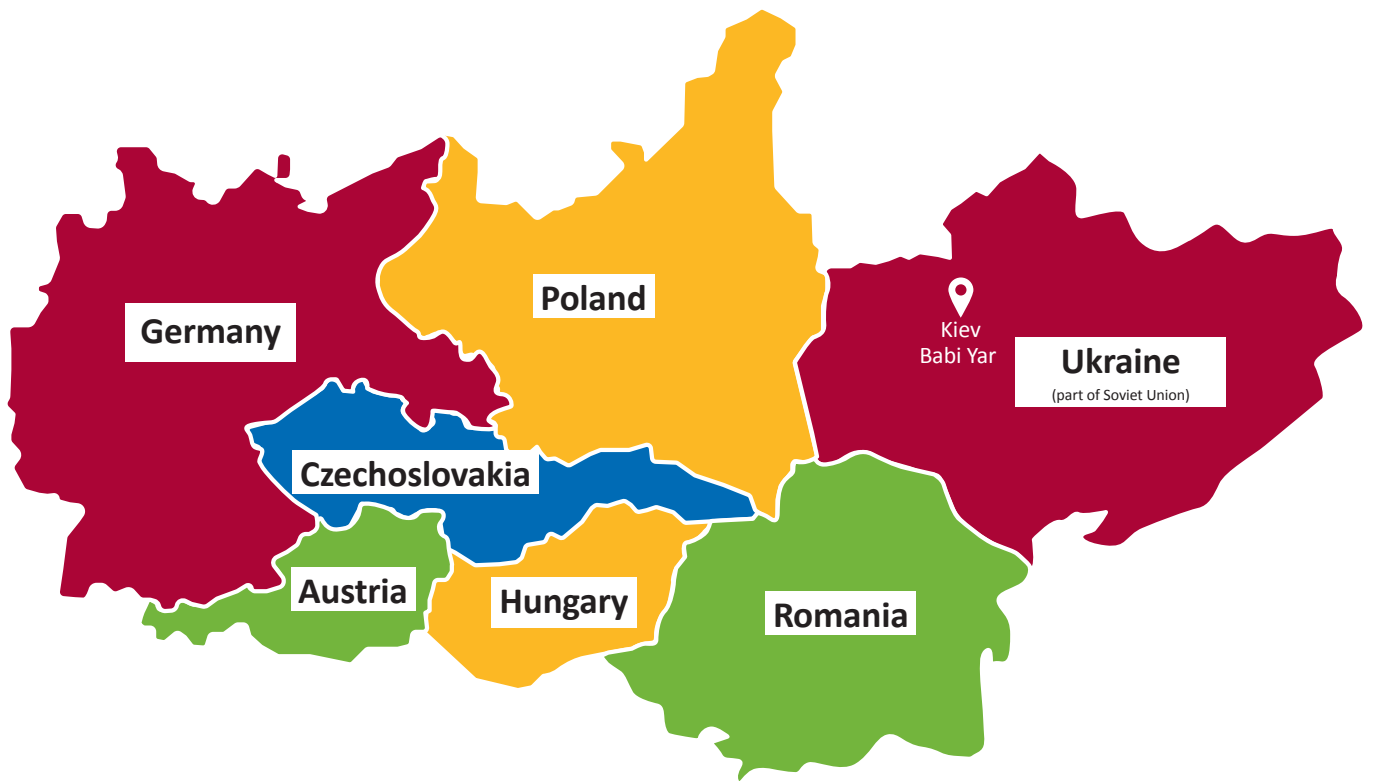 Poland
Germany
Kiev
Babi Yar
Ukraine
(part of Soviet Union)
Czechoslovakia
Austria
Hungary
Romania